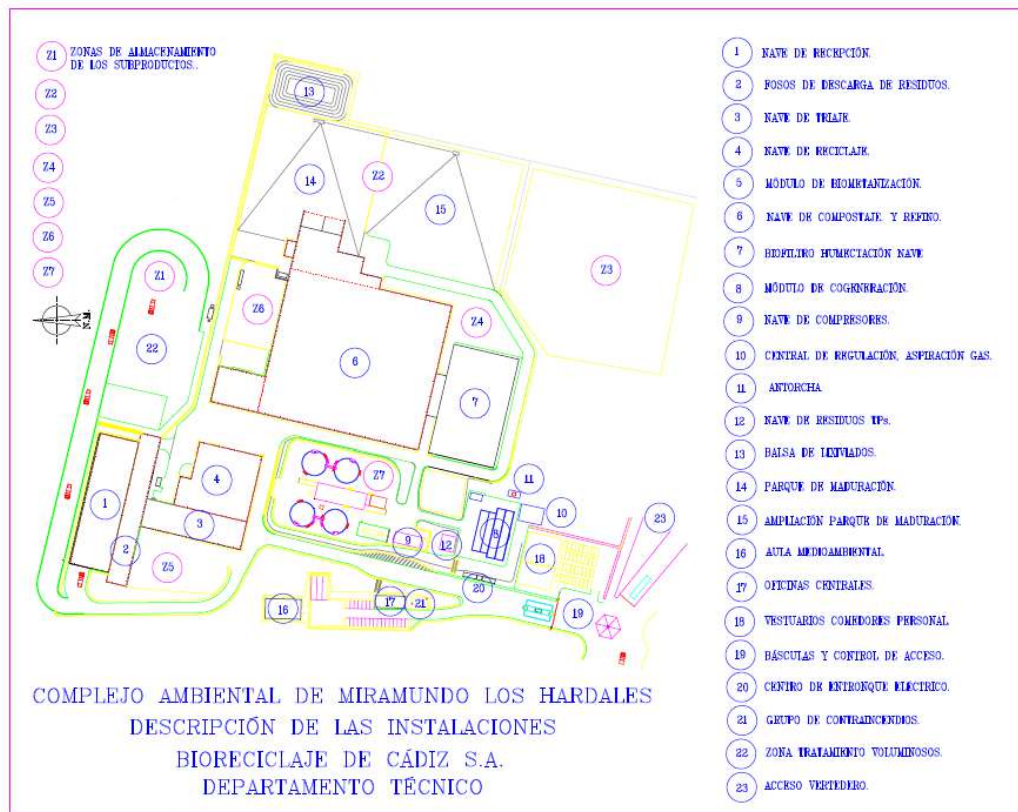 Z1 ZONAS DE ALMACENAMIENTO
DE LOS SUBPRODUCTOS..
Z2
Z3
Z4
Z5
Z6
Z7
N.M.
13
14
Z2
15
Z3
Z1
22
Z6
6
Z4
7
1
2
4
3
Z5
Z7
9
12
8
11
10
18
23
20
16
17
21
19
1 NAVE DE RECEPCIÓN.
2 FOSOS DE DESCARGA DE RESIDUOS.
3 NAVE DE TRIAJE.
4 NAVE DE RECICLAJE.
5 MÓDULO DE BIOMETANIZACIÓN.
6 NAVE DE COMPOSTAJE Y REFINO.
7 BIOFILTRO HUMECTACIÓN NAVE
8 MÓDULO DE COGENERACIÓN.
9 NAVE DE COMPRESORES.
10 CENTRAL DE REGULACIÓN, ASPIRACIÓN GAS.
11 ANTORCHA.
12 NAVE DE RESIDUOS TPs.
13 BALSA DE LIXIVIADOS.
14 PARQUE DE MADURACIÓN.
15 AMPLIACIÓN PARQUE DE MADURACIÓN.
16 AULA MEDIOAMBIENTAL.
17 OFICINAS CENTRALES.
18 VESTUARIOS COMEDORES PERSONAL.
19 BÁSCULAS Y CONTROL DE ACCESO.
20 CENTRO DE ENTRONQUE ELÉCTRICO.
21 GRUPO DE CONTRAINCENDIOS.
22 ZONA TRATAMIENTO VOLUMINOSOS.
23 ACCESO VERTEDERO.
COMPLEJO AMBIENTAL DE MIRAMUNDO LOS HARDALES
DESCRIPCIÓN DE LAS INSTALACIONES
BIORECICLAJE DE CÁDIZ S.A.
DEPARTAMENTO TÉCNICO